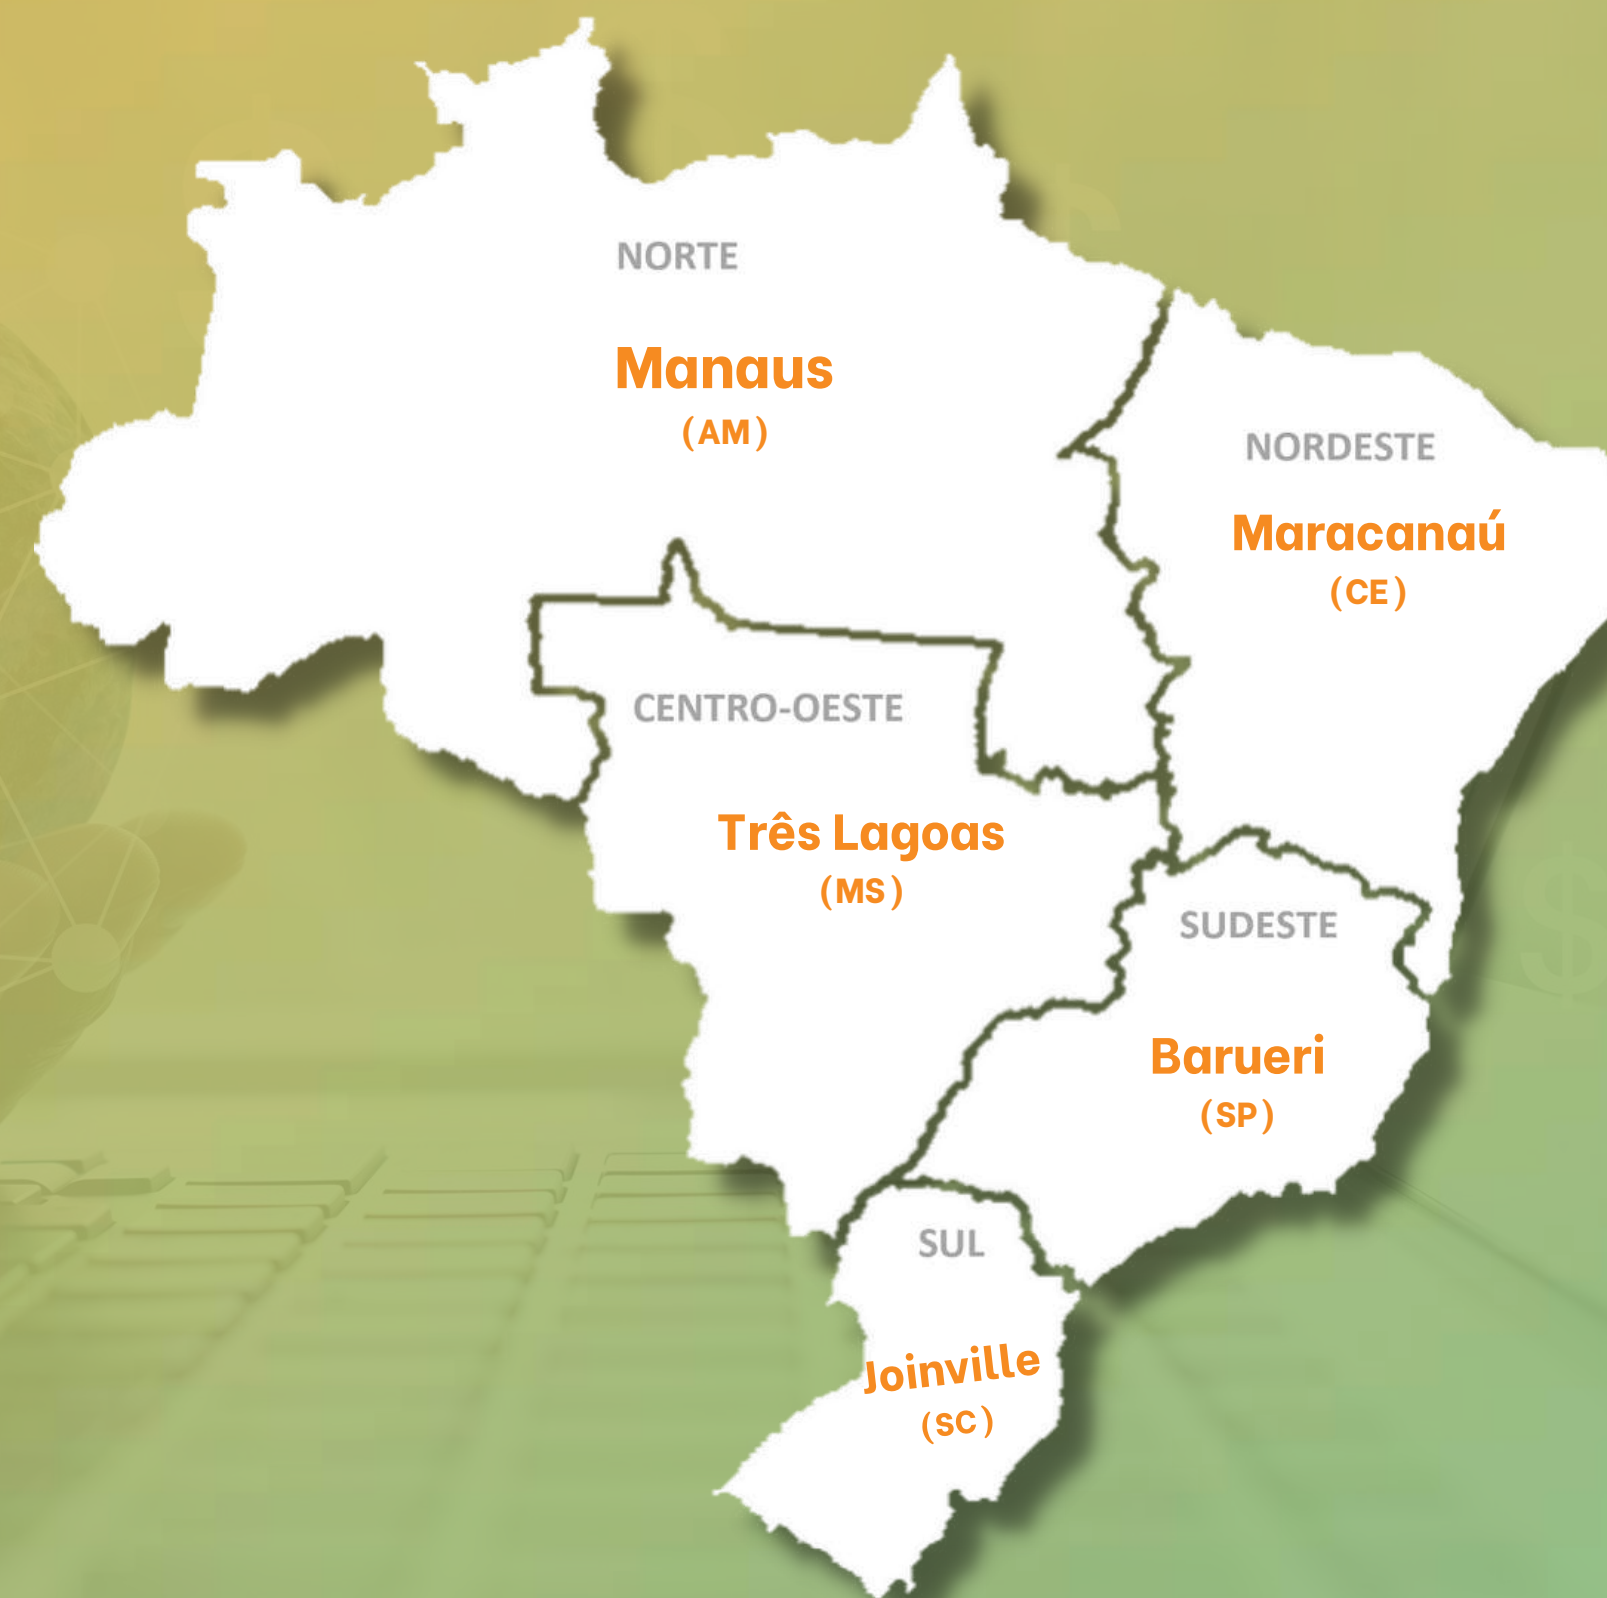 NORTE
Manaus
(AM)
NORDESTE
Maracanaú
(CE)
CENTRO-OESTE
Três Lagoas
(MS)
SUDESTE
Barueri
(SP)
SUL
Joinville
(SC)